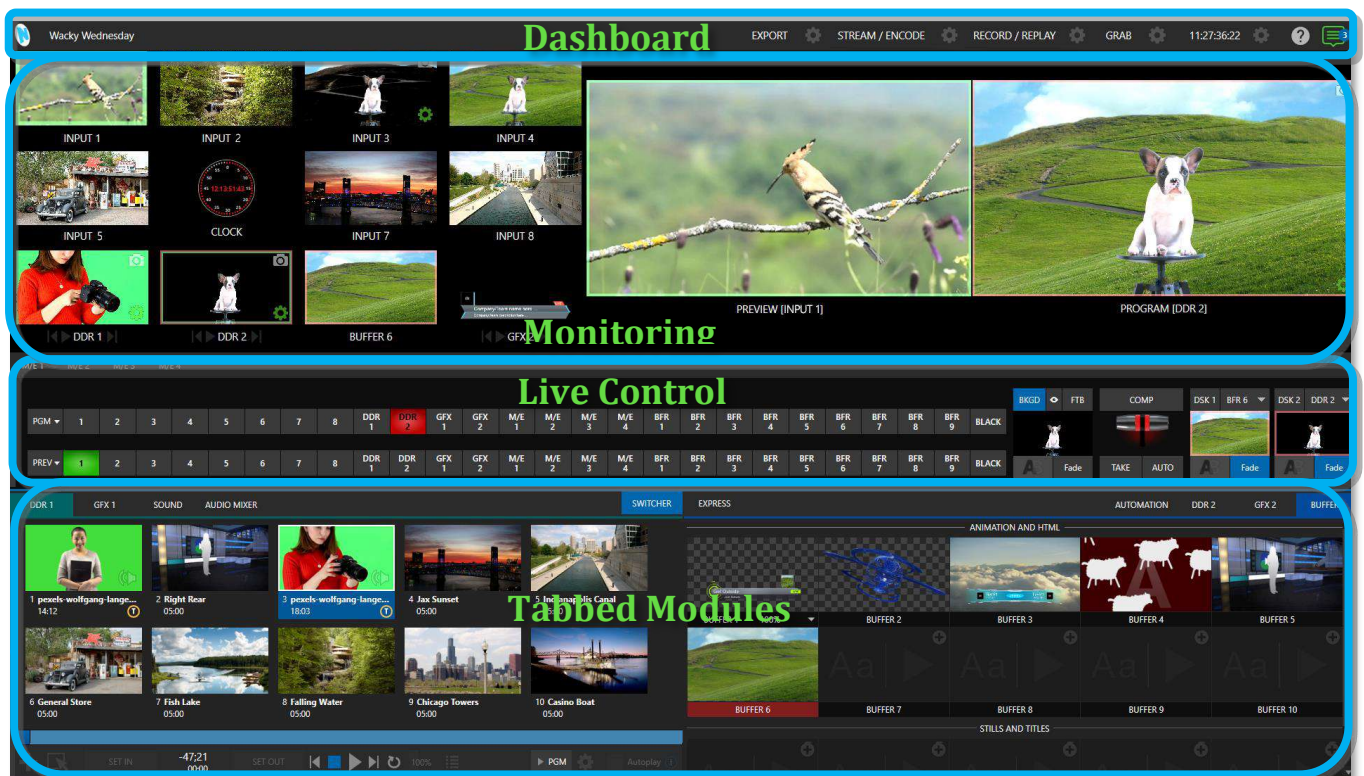 Wacky Wednesday
Dashboard
EXPORT
STREAM / ENCODE
RECORD / REPLAY
GRAB
11:27:36:22
?
3
INPUT 1
INPUT 2
INPUT 3
INPUT 4
INPUT 5
CLOCK
INPUT 7
INPUT 8
DDR 1
DDR 2
BUFFER 6
PREVIEW [INPUT 1]
PROGRAM [DDR 2]
Monitoring
M/E 1 M/E 2 M/E 3 M/E 4
Live Control
PGM 1 2 3 4 5 6 7 8 DDR 1 DDR 2 GFX 1 GFX 2 M/E 1 M/E 2 M/E 3 M/E 4 BFR 1 BFR 2 BFR 3 BFR 4 BFR 5 BFR 6 BFR 7 BFR 8 BFR 9 BLACK
PREV 1 2 3 4 5 6 7 8 DDR 1 DDR 2 GFX 1 GFX 2 M/E 1 M/E 2 M/E 3 M/E 4 BFR 1 BFR 2 BFR 3 BFR 4 BFR 5 BFR 6 BFR 7 BFR 8 BFR 9 BLACK
BKGD FTB
COMP
DSK 1 BFR 6
DSK 2 DDR 2
Fade
TAKE AUTO
Fade
Fade
DDR 1 GFX 1 SOUND AUDIO MIXER SWITCHER
EXPRESS AUTOMATION DDR 2 GFX 2 BUFFER
ANIMATION AND HTML
1 pexels-wolfgang-lange...
14:12
2 Right Rear
05:00
3 pexels-wolfgang-lange...
18:03
4 Jax Sunset
05:00
5 Indianapolis Canal
Tabbed Modules
100%
BUFFER 2
BUFFER 3
BUFFER 4
BUFFER 5
6 General Store
05:00
7 Fish Lake
05:00
8 Falling Water
05:00
9 Chicago Towers
05:00
10 Casino Boat
05:00
BUFFER 6
BUFFER 7
BUFFER 8
BUFFER 9
BUFFER 10
STILLS AND TITLES
SET IN
-47;21
00:00
SET OUT
100%
PGM
Autoplay